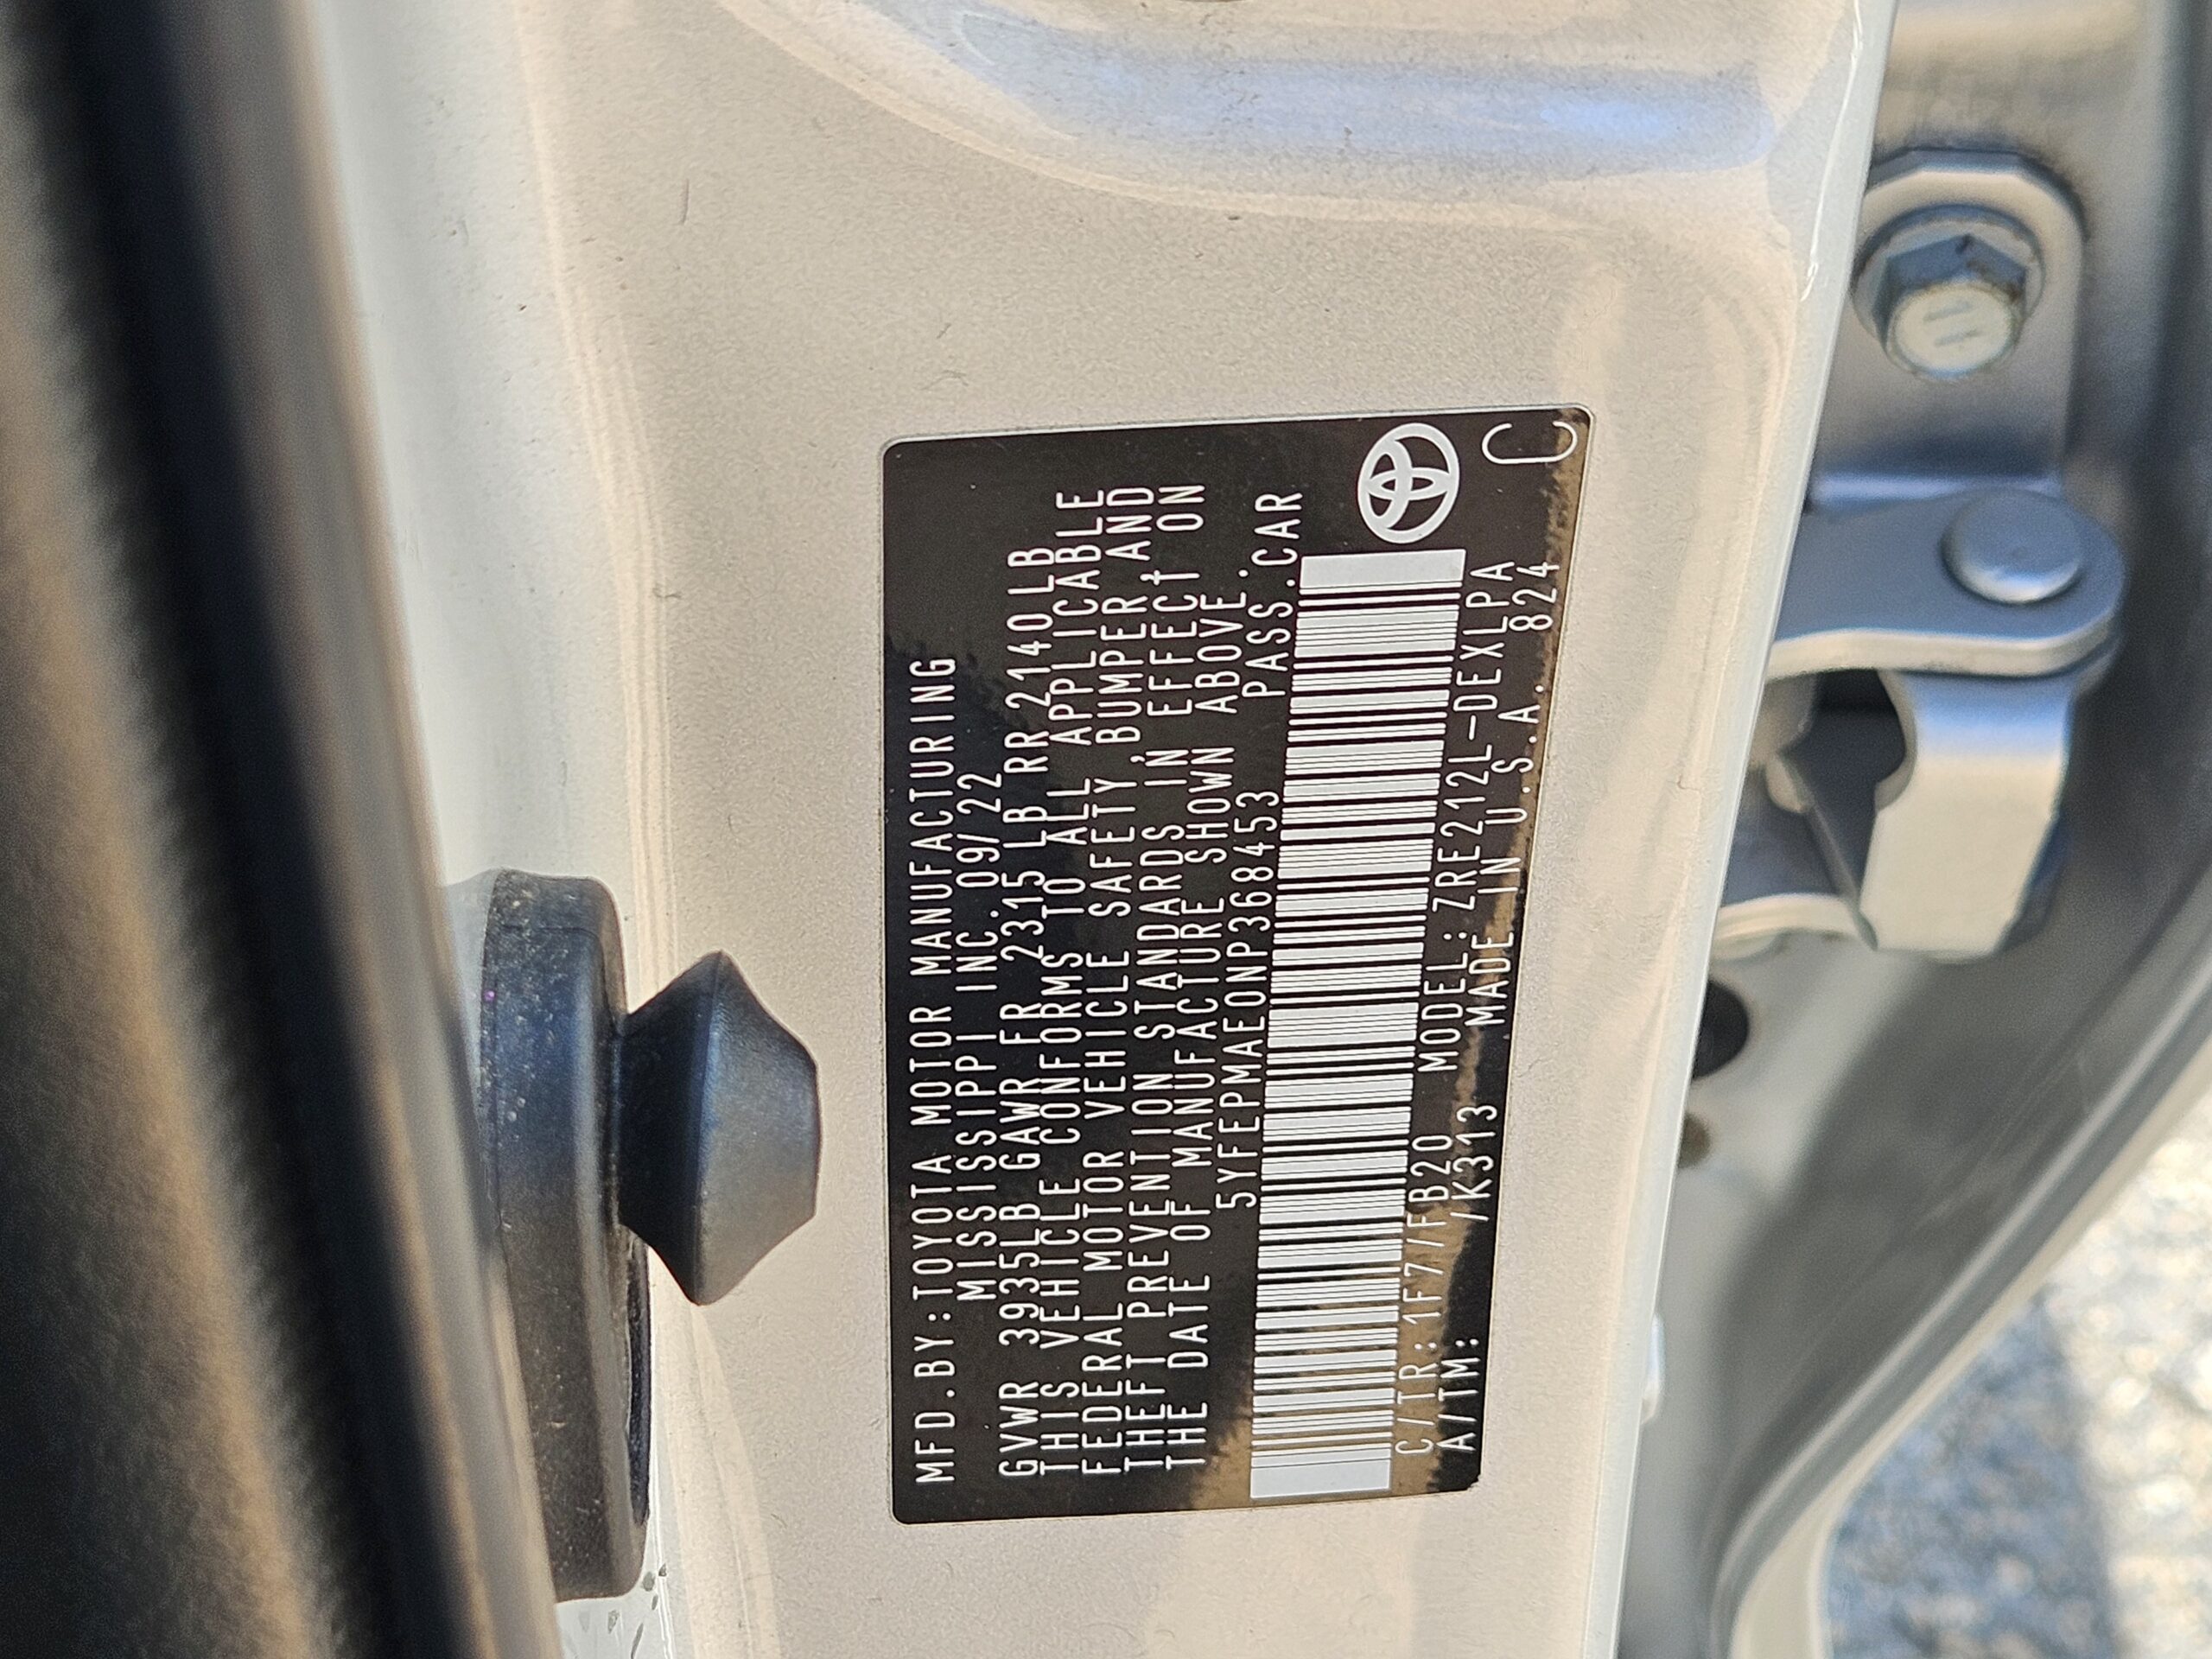 MFD.BY:TOYOTA MOTOR MANUFACTURING
MISSISSIPPI INC. 09/22
GVWR 3935LB GAWR FR 2315 LB RR 2140LB
THIS VEHICLE CONFORMS TO ALL APPLICABLE
FEDERAL MOTOR VEHICLE SAFETY,BUMPER AND
THEFT PREVENTION STANDARDS IN EFFECT ON
THE DATE OF MANUFACTURE SHOWN ABOVE.
5YFEPMAE0NP368453 PASS.CAR
C/TR: 1F7/FB20 MODEL: ZRE212L-DEXLPA
A/TM: /K313 MADE IN U.S.A. 824
C